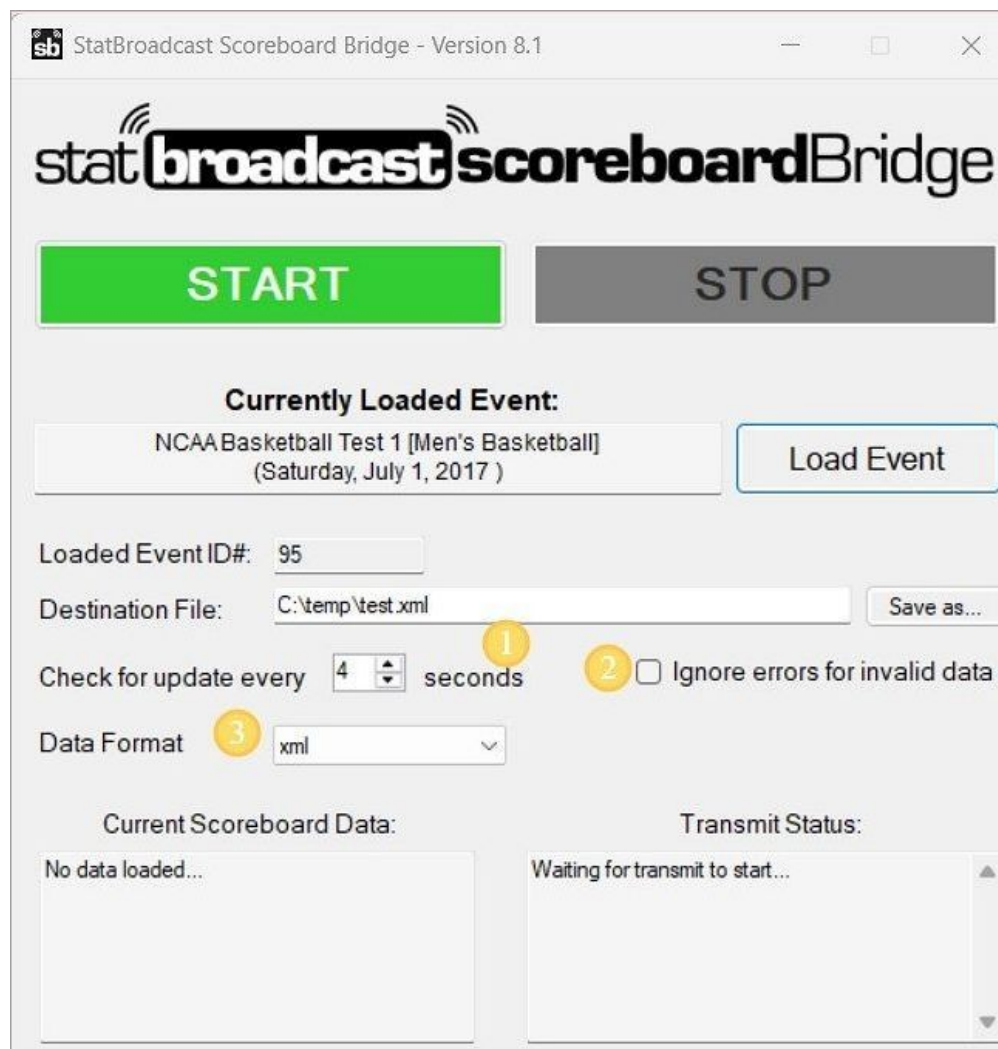 sb StatBroadcast Scoreboard Bridge - Version 8.1
statbroadcast scoreboardBridge
START STOP
Currently Loaded Event:
NCAA Basketball Test 1 [Men's Basketball]
(Saturday, July 1, 2017 )
Load Event
Loaded Event ID#: 95
Destination File: C:\temp\test.xml Save as...
1
Check for update every 4 seconds 2 Ignore errors for invalid data
Data Format 3 xml
Current Scoreboard Data: Transmit Status:
No data loaded... Waiting for transmit to start...